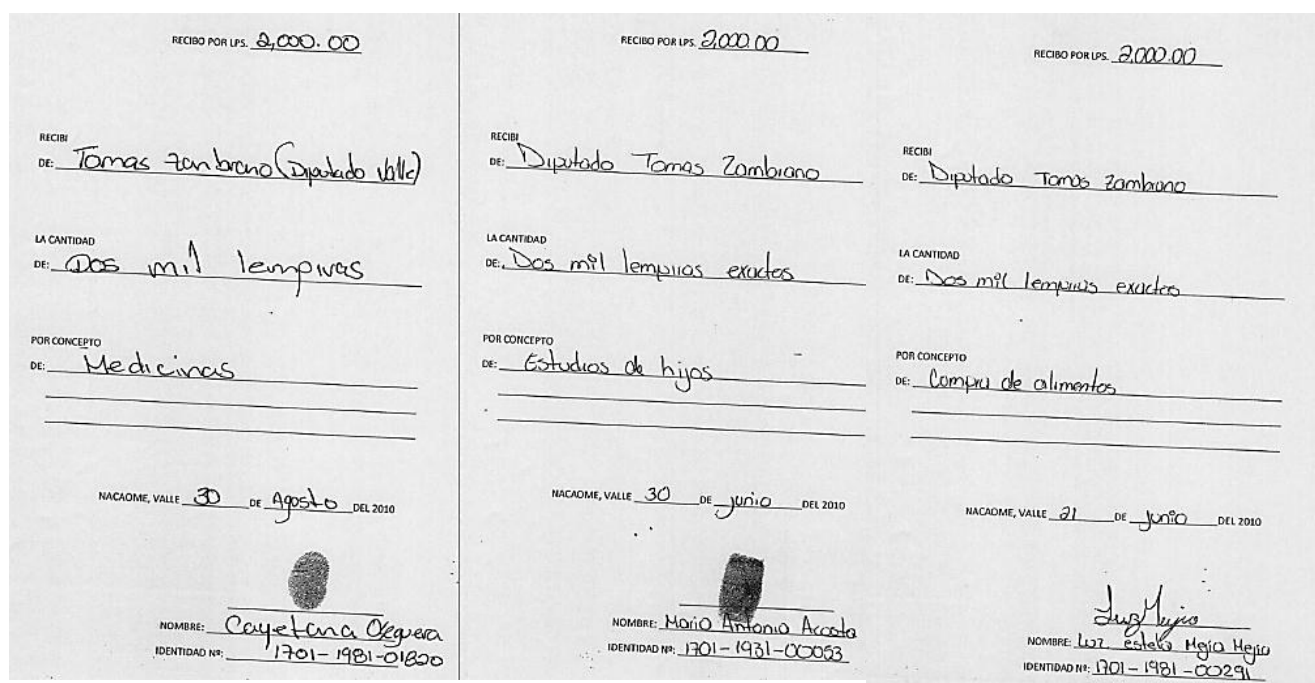 RECIBO POR LPS. 2,000.00
RECIBI
DE: Tomas Zambrano (Diputado Valle)
LA CANTIDAD
DE: Dos mil lempiras
POR CONCEPTO
DE: Medicinas
NACAOME, VALLE 30 DE Agosto DEL 2010
NOMBRE: Cayetana Oseguera
IDENTIDAD Nº: 1701-1981-01820
RECIBO POR LPS. 2,000.00
RECIBI
DE: Diputado Tomas Zambrano
LA CANTIDAD
DE: Dos mil lempiras exactos
POR CONCEPTO
DE: Estudios de hijos
NACAOME, VALLE 30 DE junio DEL 2010
NOMBRE: Mario Antonio Acosta
IDENTIDAD Nº: 1701-1931-00053
RECIBO POR LPS. 2,000.00
RECIBI
DE: Diputado Tomas Zambrano
LA CANTIDAD
DE: Dos mil lempiras exactos
POR CONCEPTO
DE: Compra de alimentos
NACAOME, VALLE 21 DE junio DEL 2010
Luz Mejia
NOMBRE: Luz estela Mejia Mejia
IDENTIDAD Nº: 1701-1981-00291